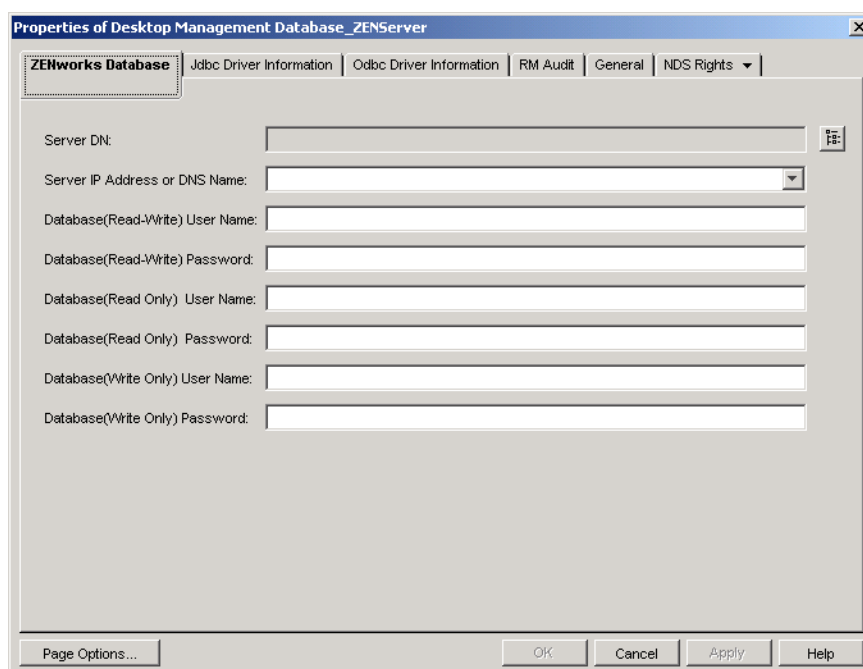 Properties of Desktop Management Database_ZENServer
ZENworks Database Jdbc Driver Information Odbc Driver Information RM Audit General NDS Rights
Server DN:
Server IP Address or DNS Name:
Database(Read-Write) User Name:
Database(Read-Write) Password:
Database(Read Only) User Name:
Database(Read Only) Password:
Database(Write Only) User Name:
Database(Write Only) Password:
Page Options... OK Cancel Apply Help